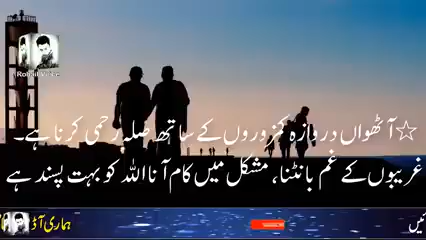 ☆آٹھواں دروازہ کمزوروں کے ساتھ صلہ رحمی کرنا ہے۔
غریبوں کے غم بانٹنا، مشکل میں کام آنا اللہ کو بہت پسند ہے
ہماری آڈ
ئیں